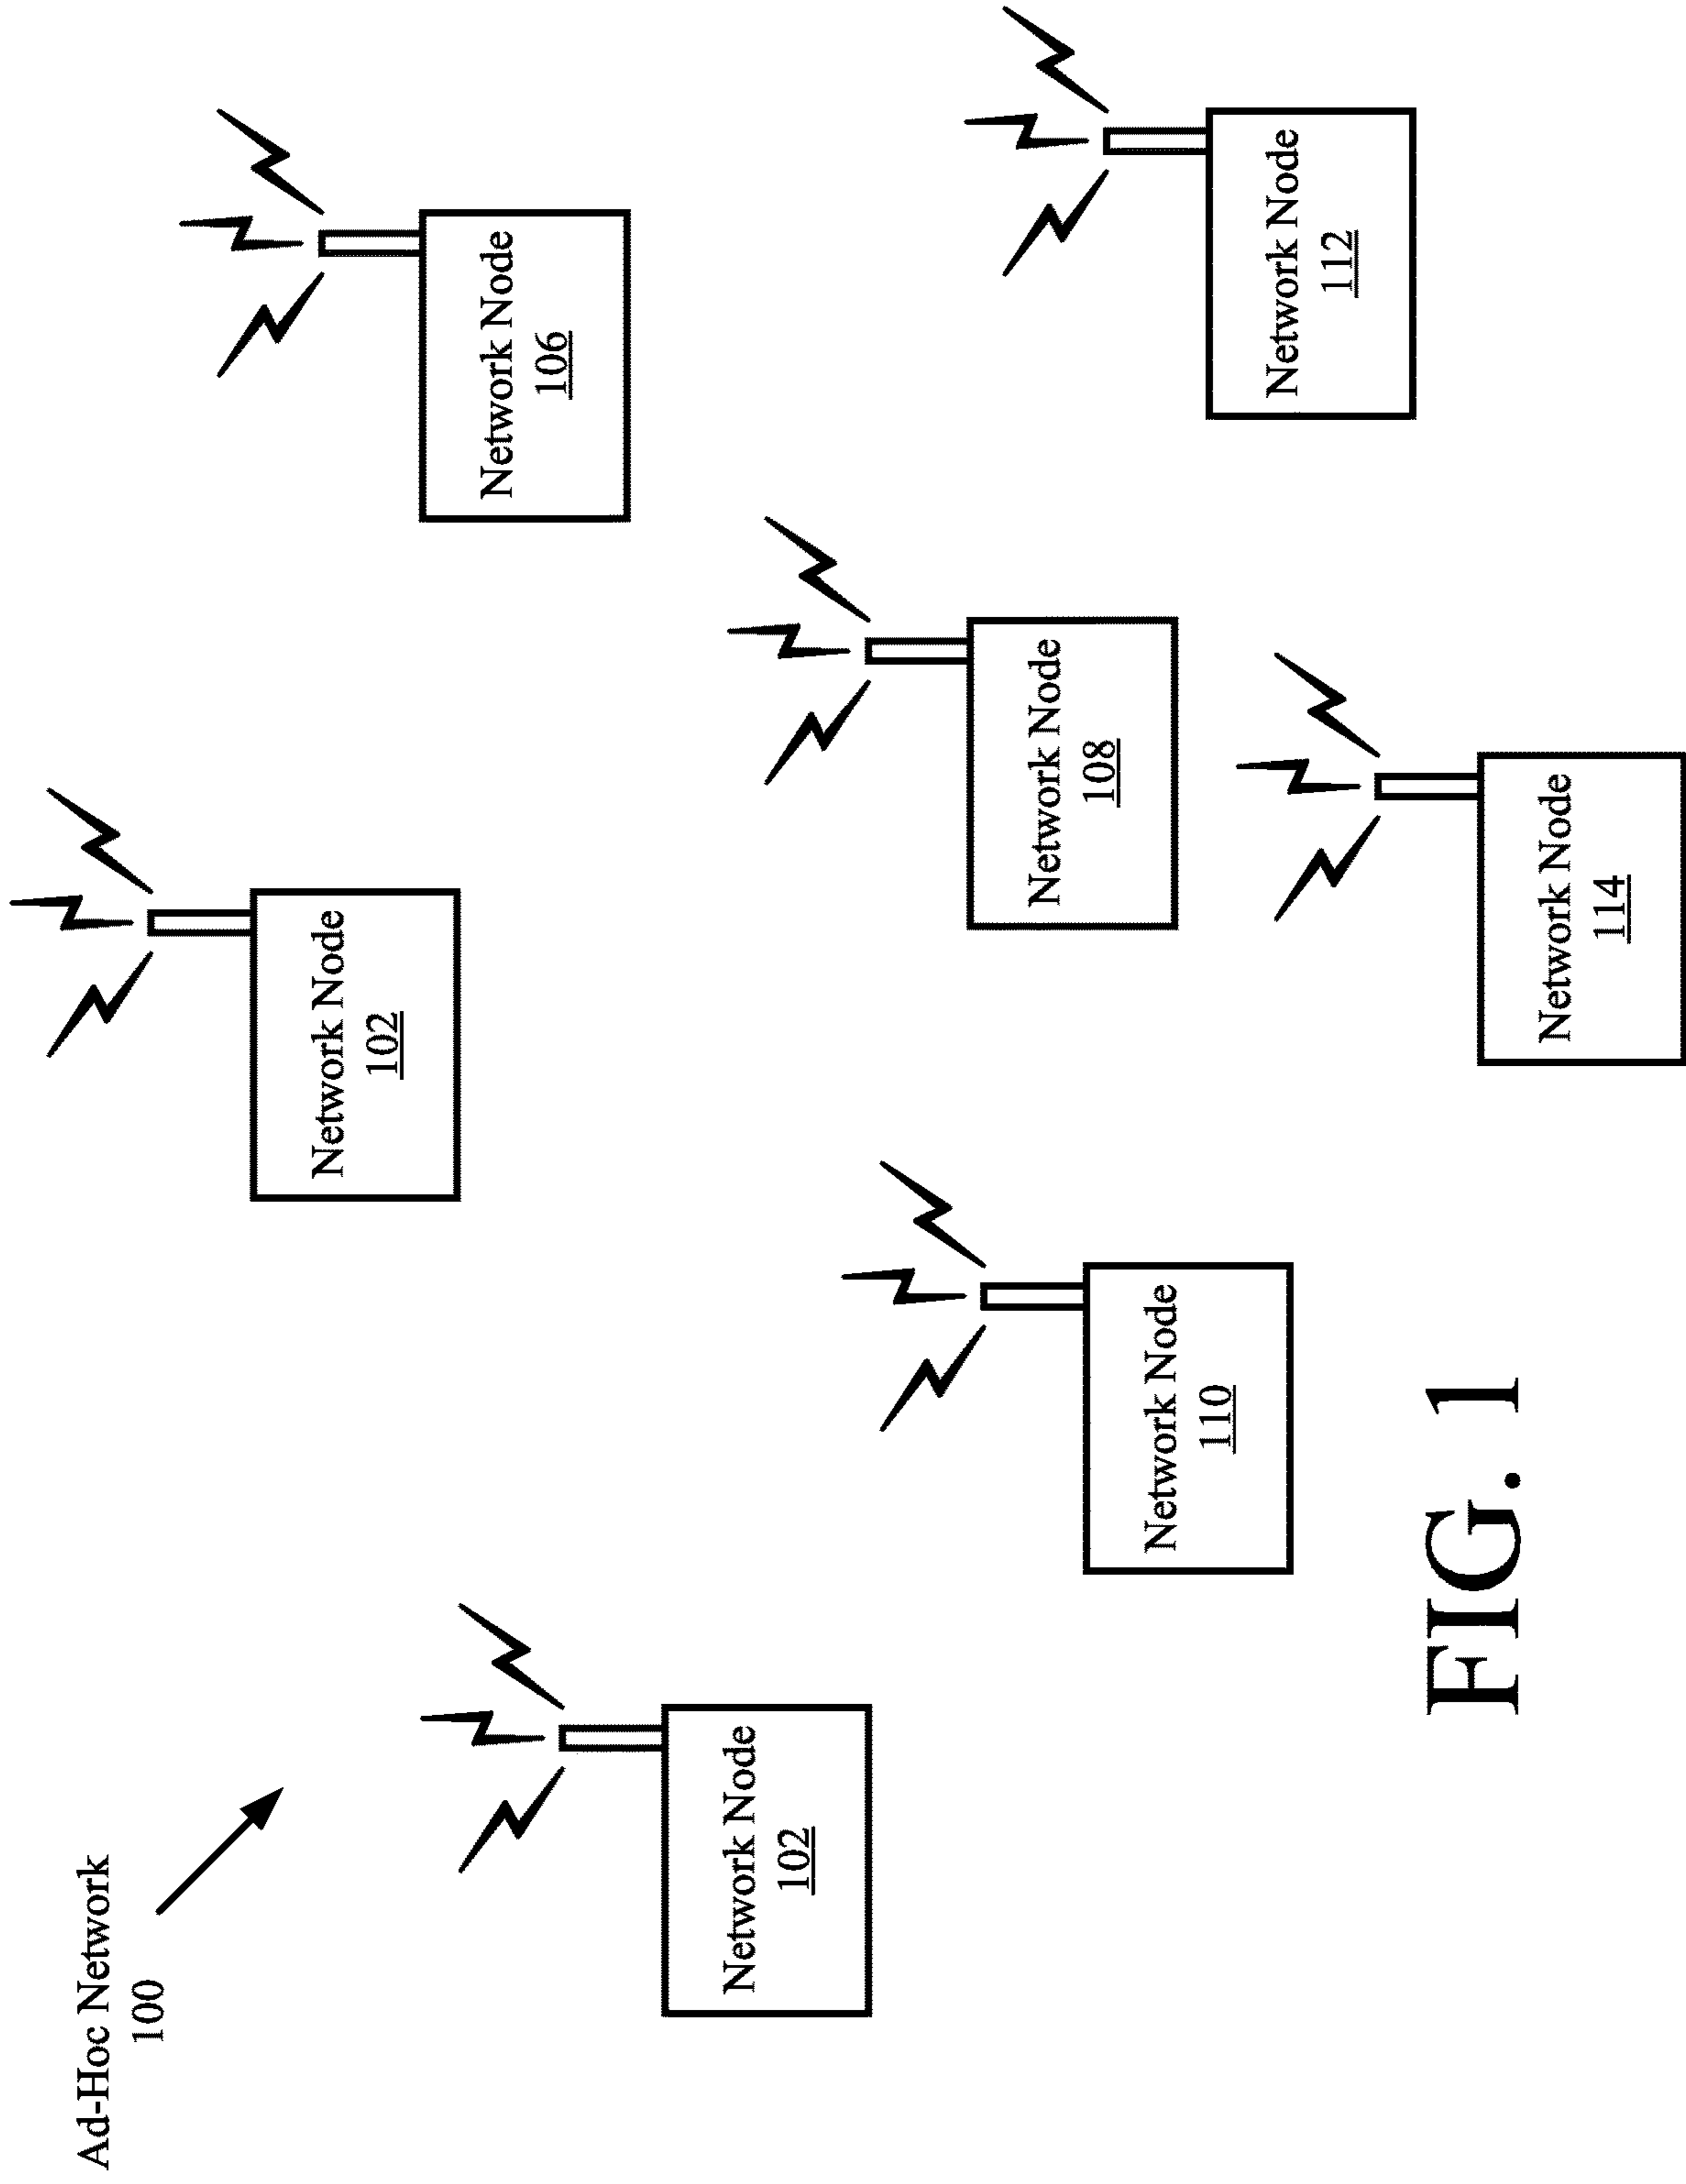 Ad-Hoc Network
100
Network Node
102
Network Node
102
Network Node
106
Network Node
110
Network Node
108
Network Node
114
Network Node
112
FIG. 1